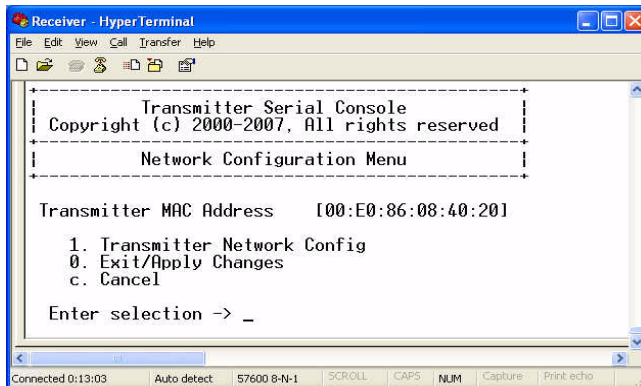 Receiver - HyperTerminal
File Edit View Call Transfer Help
Transmitter Serial Console
Copyright (c) 2000-2007, All rights reserved
Network Configuration Menu
Transmitter MAC Address [00:E0:86:08:40:20]
1. Transmitter Network Config
0. Exit/Apply Changes
c. Cancel
Enter selection -> _
Connected 0:13:03 Auto detect 57600 8-N-1 SCROLL CAPS NUM Capture Print echo